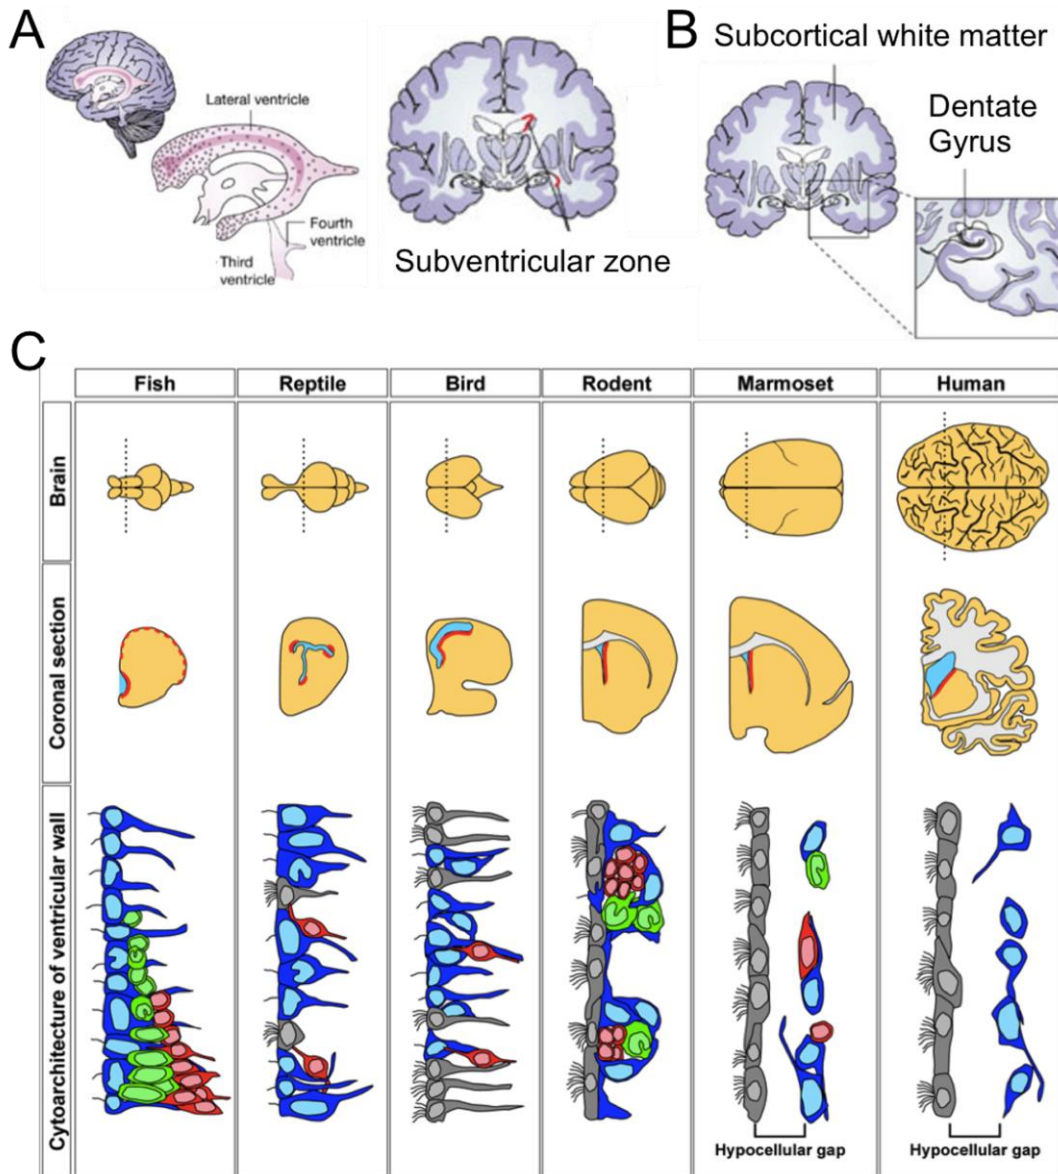 A
Lateral ventricle
Fourth
ventricle
Third
ventricle
Subventricular zone
B
Subcortical white matter
Dentate
Gyrus
C
Fish
Reptile
Bird
Rodent
Marmoset
Human
Brain
Coronal section
Cytoarchitecture of ventricular wall
Hypocellular gap
Hypocellular gap